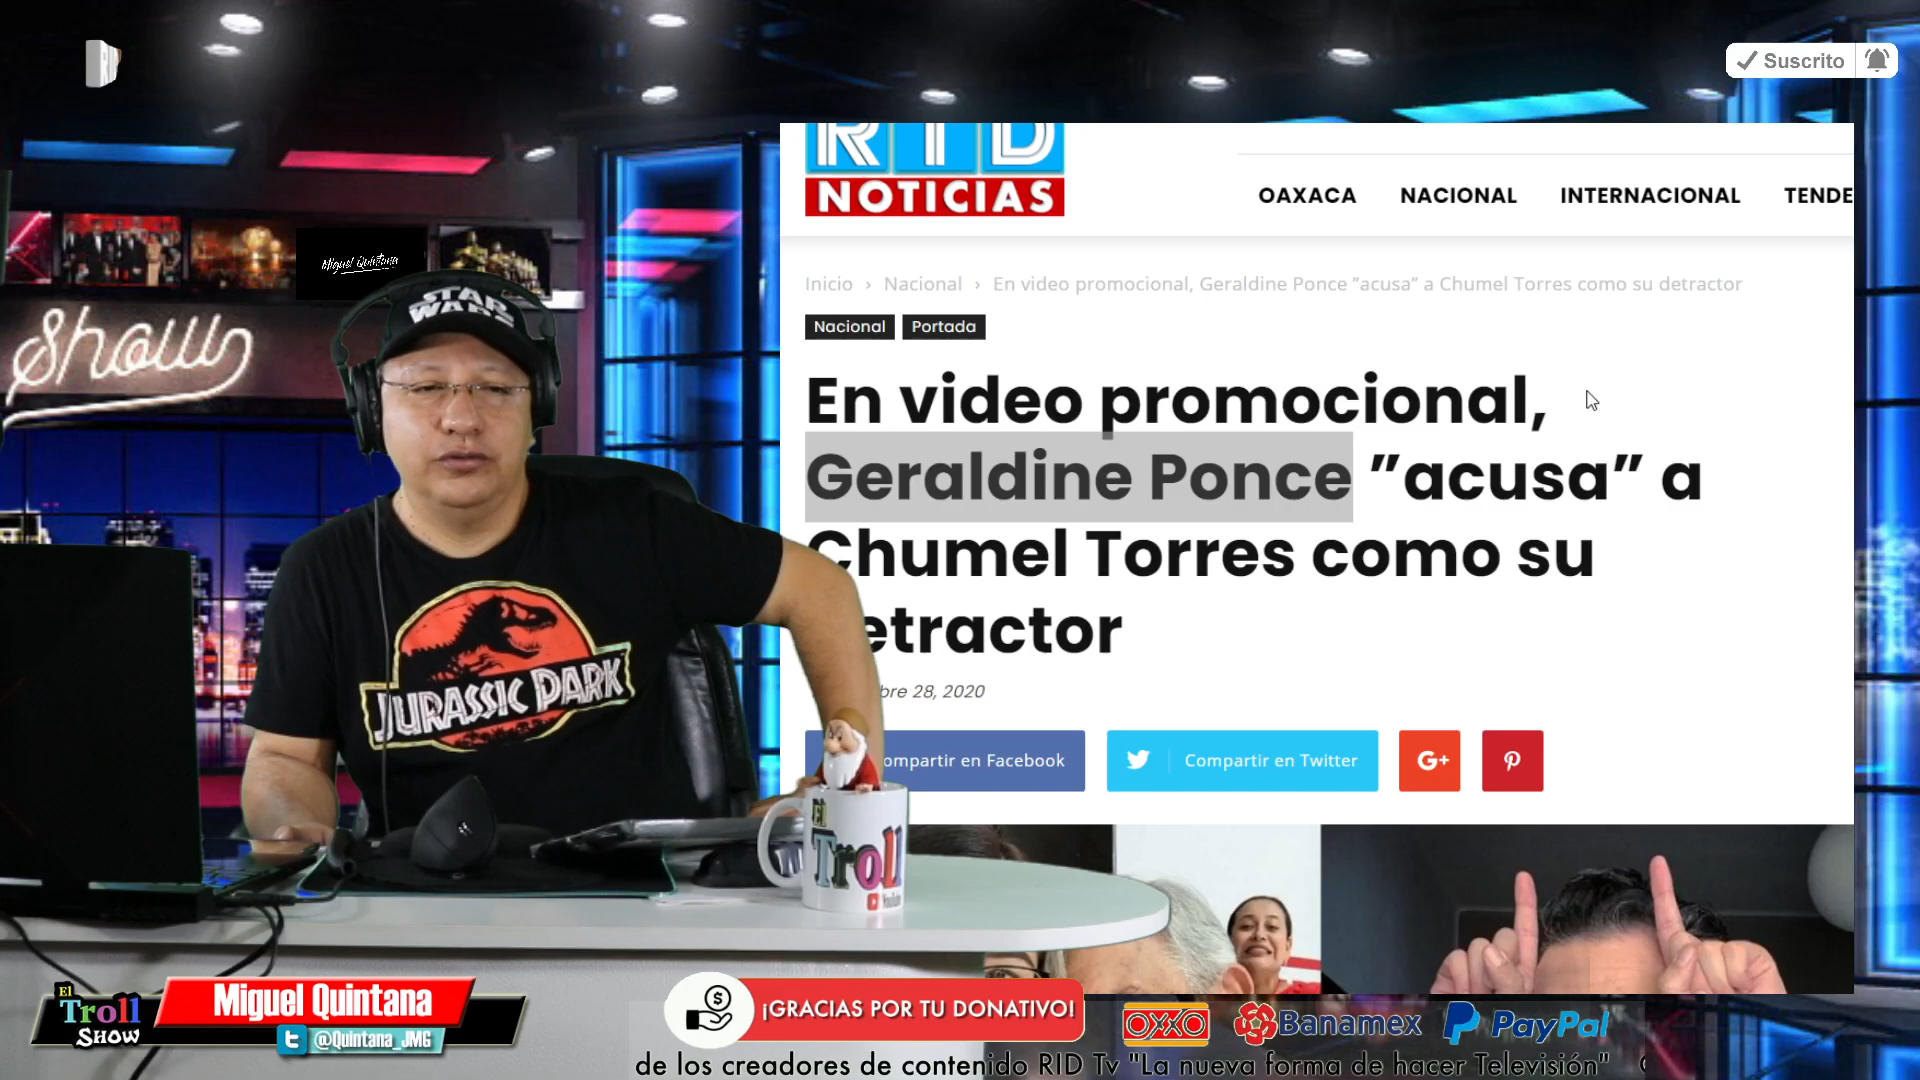 Suscrito
RTD
NOTICIAS
OAXACA NACIONAL INTERNACIONAL TENDE
Inicio › Nacional › En video promocional, Geraldine Ponce ”acusa” a Chumel Torres como su detractor
Nacional Portada
En video promocional,
Geraldine Ponce ”acusa” a
Chumel Torres como su
etractor
bre 28, 2020
ompartir en Facebook Compartir en Twitter G+
Miguel Quintana
Show
STAR
WARS
JURASSIC PARK
El
Troll
YouTube
El
Troll
SHOW
Miguel Quintana
@Quintana_JMG
¡GRACIAS POR TU DONATIVO!
OXXO Banamex PayPal
de los creadores de contenido RID Tv "La nueva forma de hacer Televisión"